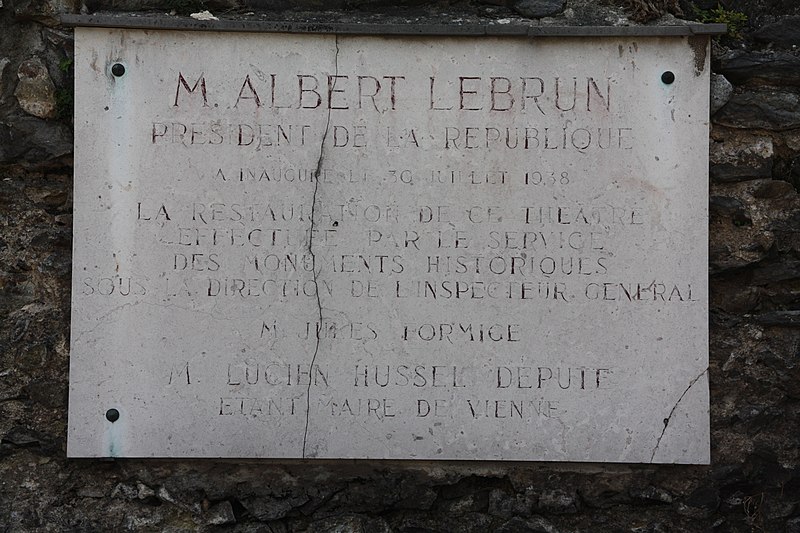 M. ALBERT LEBRUN
PRESIDENT DE LA REPUBLIQUE
A INAUGURE LE 30 JUILLET 1938
LA RESTAURATION DE CE THEATRE
EFFECTUEE PAR LE SERVICE
DES MONUMENTS HISTORIQUES
SOUS LA DIRECTION DE L'INSPECTEUR GENERAL
M. JULES FORMIGE
M. LUCIEN HUSSEL DEPUTE
ETANT MAIRE DE VIENNE